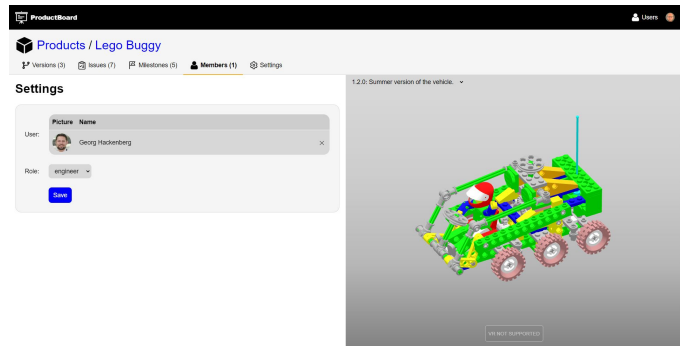 ProductBoard
Users
Products / Lego Buggy
Versions (3) Issues (7) Milestones (5) Members (1) Settings
Settings
Picture Name
User:
Georg Hackenberg ×
Role: engineer
Save
1.2.0: Summer version of the vehicle.
VR NOT SUPPORTED